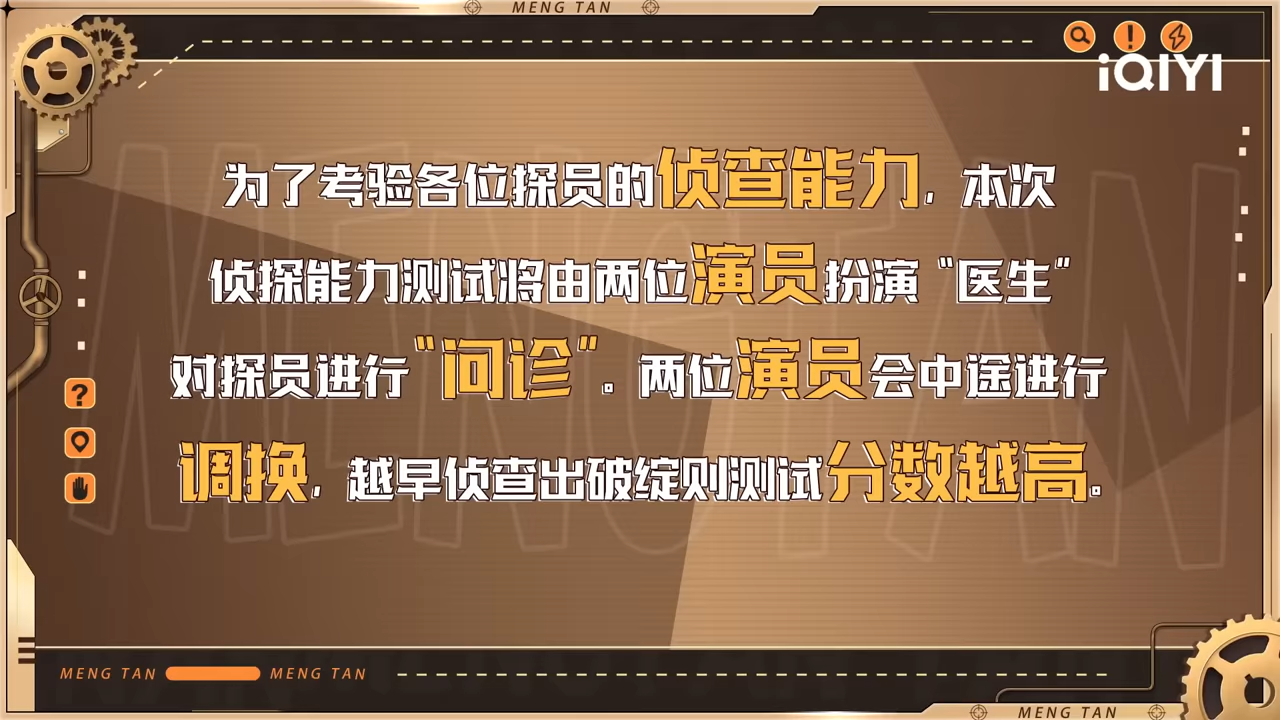 MENG TAN
iQIYI
为了考验各位探员的侦查能力，本次
侦探能力测试将由两位演员扮演“医生”
对探员进行“问诊”。两位演员会中途进行
调换，越早侦查出破绽则测试分数越高。
MENG TAN
MENG TAN MENG TAN
MENG TAN